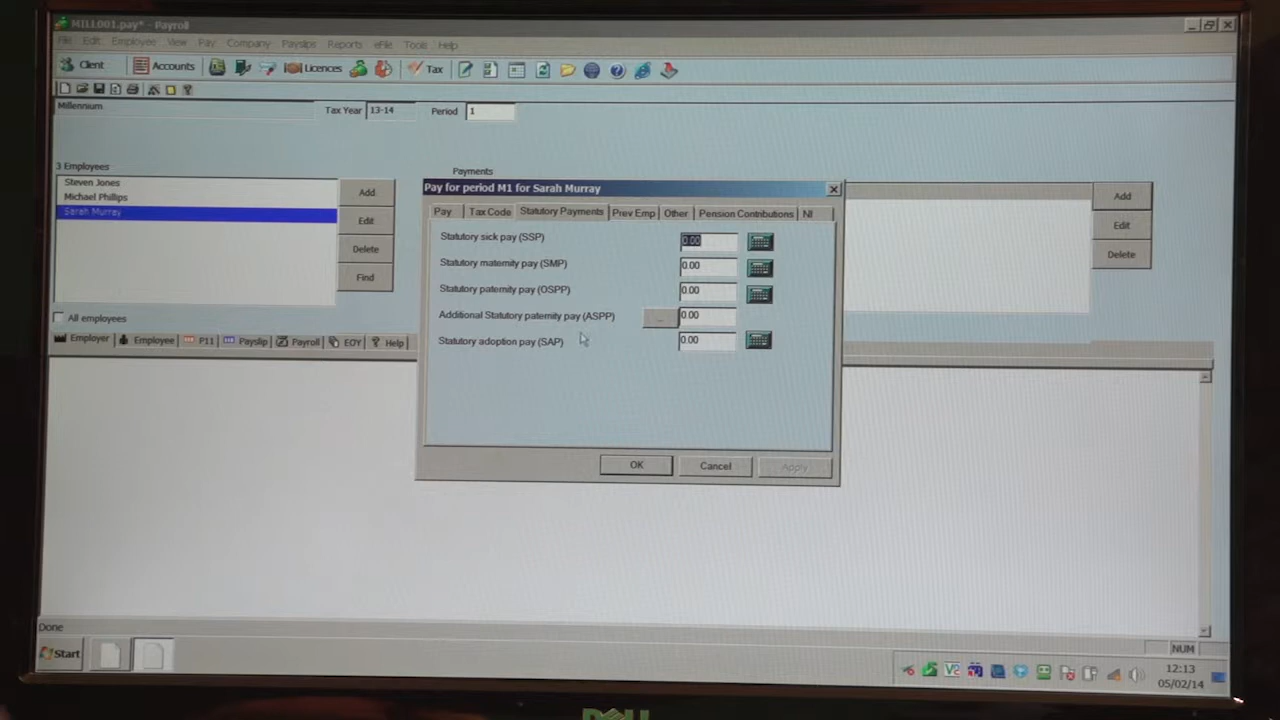 MILL001.pay* - Payroll
File Edit Employee View Pay Company Payslips Reports eFile Tools Help
Client Accounts Licences Tax
Millennium Tax Year 13-14 Period 1
3 Employees Payments
Steven Jones
Michael Phillips
Sarah Murray
Add
Edit
Delete
Find
All employees
Employer Employee P11 Payslip Payroll EOY Help
Pay for period M1 for Sarah Murray
Pay Tax Code Statutory Payments Prev Emp Other Pension Contributions NI
Statutory sick pay (SSP) 0.00
Statutory maternity pay (SMP) 0.00
Statutory paternity pay (OSPP) 0.00
Additional Statutory paternity pay (ASPP) ... 0.00
Statutory adoption pay (SAP) 0.00
OK Cancel Apply
Add
Edit
Delete
Done
NUM
Start
V2
12:13
05/02/14
DELL